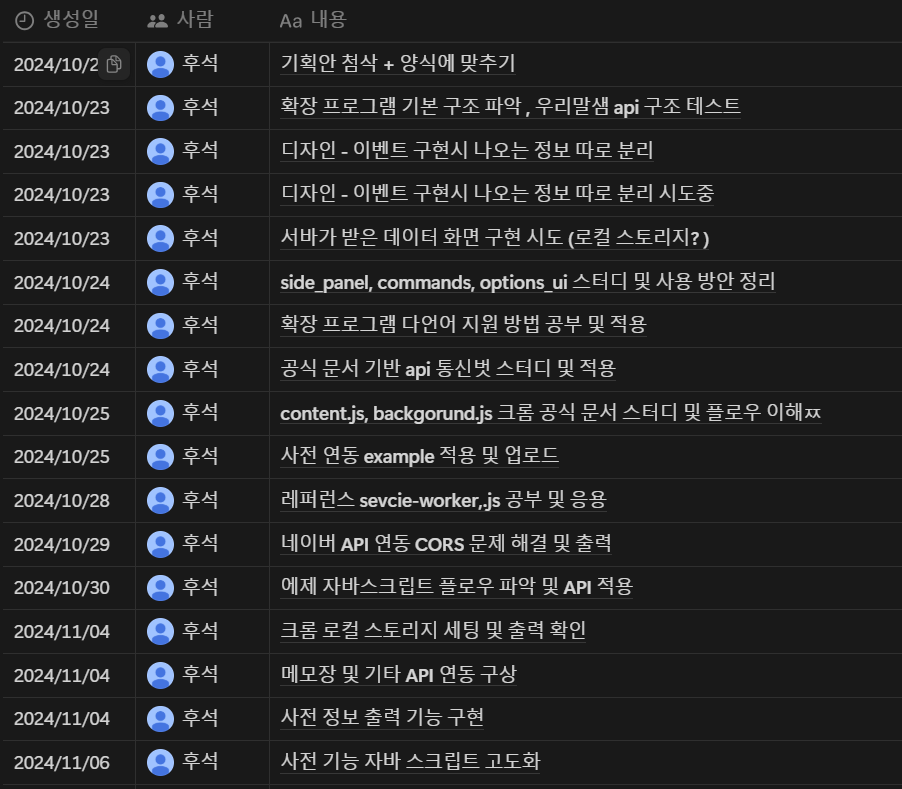 생성일 사람 Aa 내용
2024/10/2 후석 기획안 첨삭 + 양식에 맞추기
2024/10/23 후석 확장 프로그램 기본 구조 파악 , 우리말샘 api 구조 테스트
2024/10/23 후석 디자인 - 이벤트 구현시 나오는 정보 따로 분리
2024/10/23 후석 디자인 - 이벤트 구현시 나오는 정보 따로 분리 시도중
2024/10/23 후석 서바가 받은 데이터 화면 구현 시도 (로컬 스토리지? )
2024/10/24 후석 side_panel, commands, options_ui 스터디 및 사용 방안 정리
2024/10/24 후석 확장 프로그램 다언어 지원 방법 공부 및 적용
2024/10/24 후석 공식 문서 기반 api 통신벗 스터디 및 적용
2024/10/25 후석 content.js, backgorund.js 크롬 공식 문서 스터디 및 플로우 이해ㅉ
2024/10/25 후석 사전 연동 example 적용 및 업로드
2024/10/28 후석 레퍼런스 sevcie-worker,.js 공부 및 응용
2024/10/29 후석 네이버 API 연동 CORS 문제 해결 및 출력
2024/10/30 후석 에제 자바스크립트 플로우 파악 및 API 적용
2024/11/04 후석 크롬 로컬 스토리지 세팅 및 출력 확인
2024/11/04 후석 메모장 및 기타 API 연동 구상
2024/11/04 후석 사전 정보 출력 기능 구현
2024/11/06 후석 사전 기능 자바 스크립트 고도화